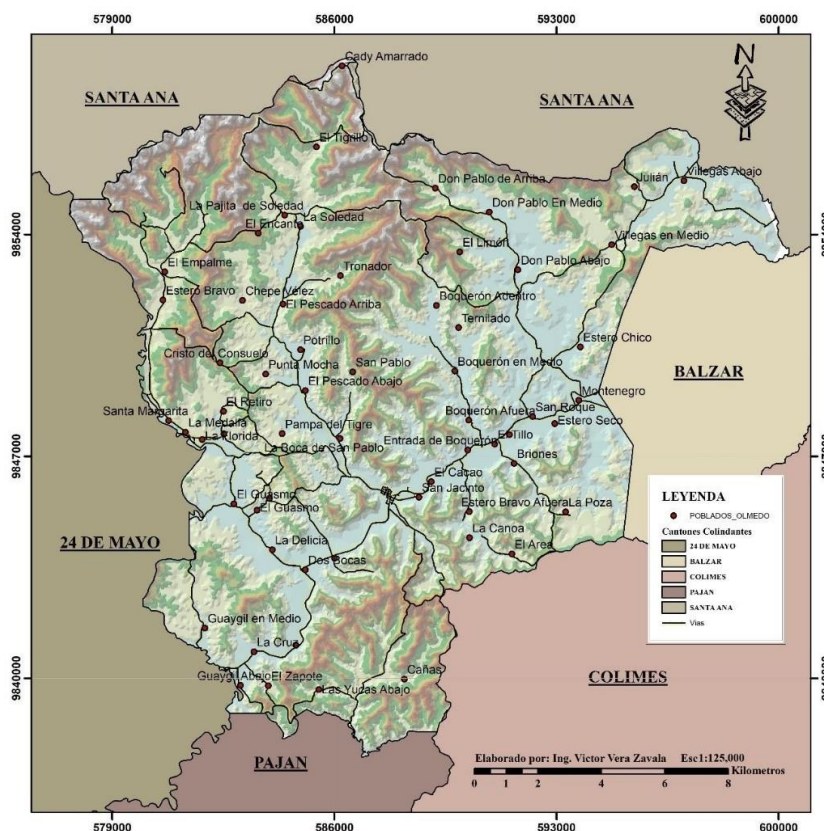 579000 586000 593000 600000
N
SANTA ANA
SANTA ANA
Cady Amarrado
El Tigrillo
Don Pablo de Arriba
Julián
Villegas Abajo
La Pajita de Soledad
La Soledad
Don Pablo En Medio
El Encanto
9854000
Villegas en Medio
El Limón
El Empalme
Tronador
Don Pablo Abajo
Estero Bravo
Chepe Vélez
El Pescado Arriba
Boquerón Adentro
Ternilado
Potrillo
Estero Chico
Cristo del Consuelo
Punta Mocha
San Pablo
Boquerón en Medio
BALZAR
El Pescado Abajo
Montenegro
El Retiro
Santa Margarita
La Medalla
Boqueron Afuera
San Roque
Estero Seco
La Florida
Pampa del Tigre
La Boca de San Pablo
Entrada de Boquerón
El Tillo
9847000
Briones
El Cacao
San Jacinto
El Guasmo
El Guasmo
Estero Bravo Afuera
La Poza
24 DE MAYO
La Canoa
La Delicia
El Area
Dos Bocas
LEYENDA
POBLADOS_OLMEDO
Cantones Colindantes
24 DE MAYO
BALZAR
COLIMES
PAJAN
SANTA ANA
Vias
Guaygil en Medio
La Cruz
9840000
Guaygil Abajo
El Zapote
Las Yucas Abajo
Cañas
COLIMES
PAJAN
Elaborado por: Ing. Victor Vera Zavala Esc1:125,000
Kilometros
0 1 2 4 6 8
579000 586000 593000 600000